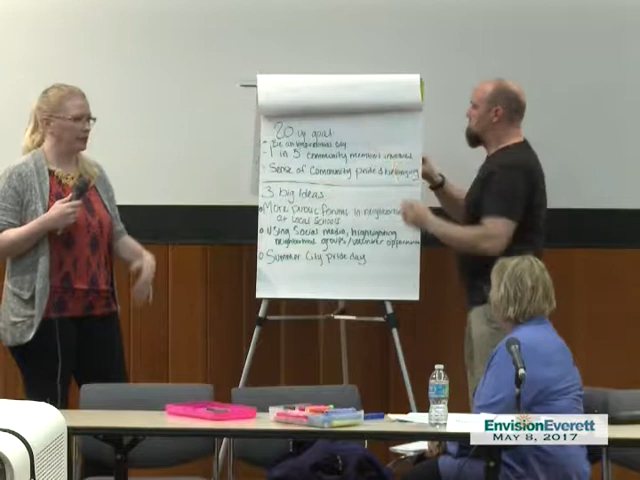 20 yr goals
1 in 5 community members involved
Sense of Community pride & belonging
3 big Ideas
More public forums in neighborhoods
at local schools
Using Social media, highlighting
neighborhood groups/volunteer opportunities
Summer City pride day
EnvisionEverett
MAY 8, 2017